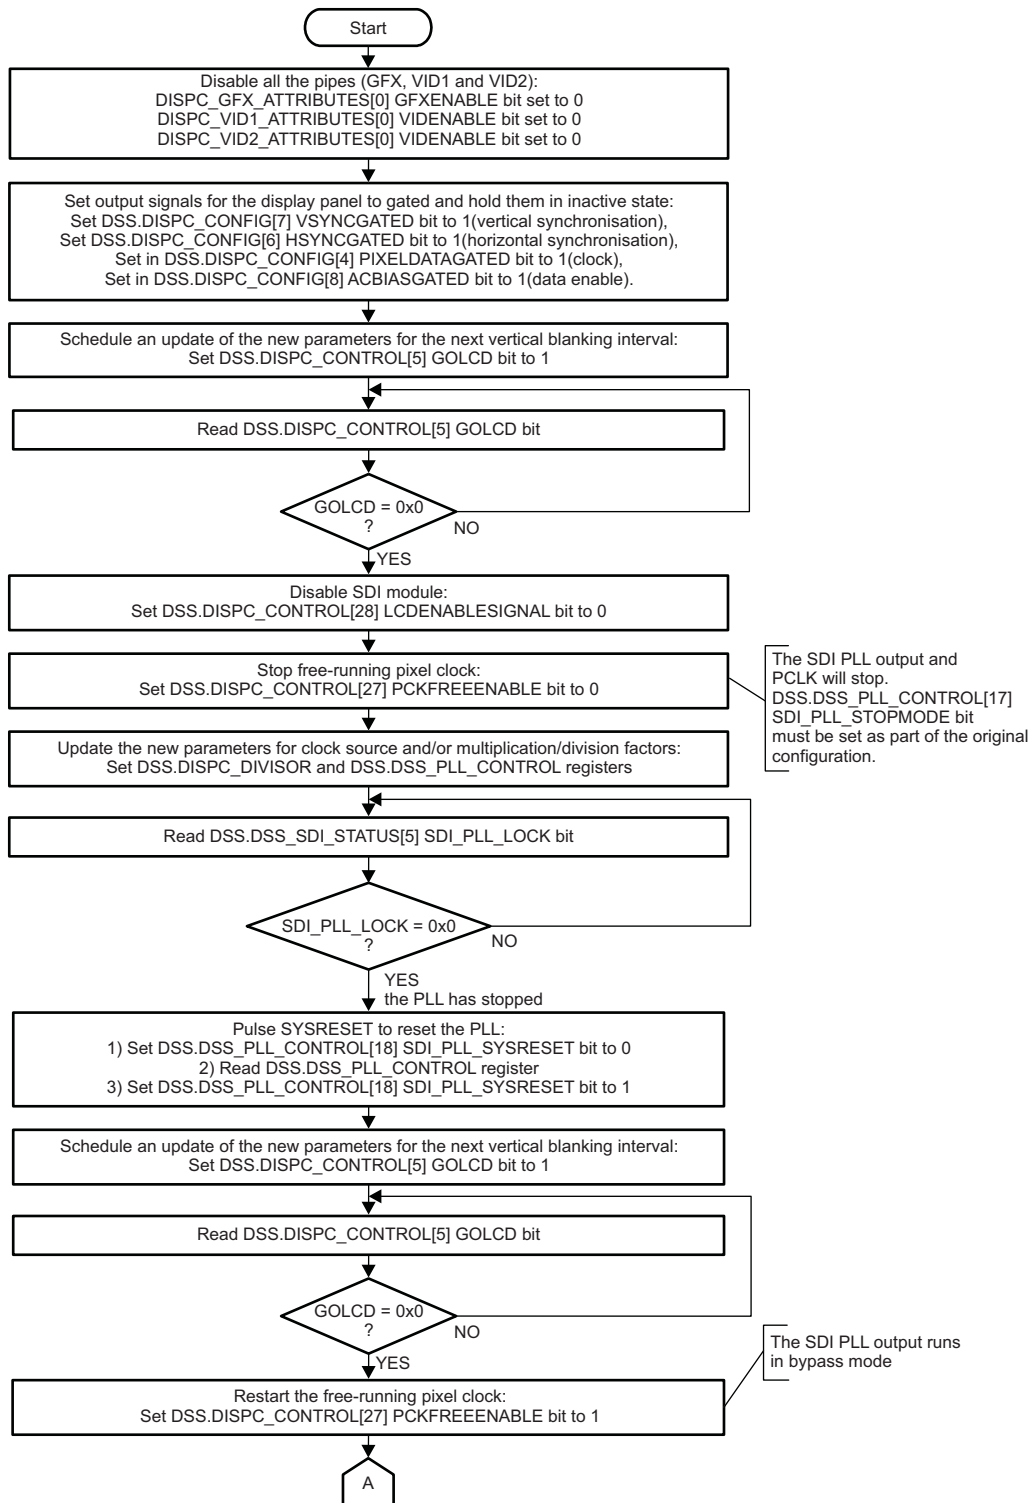 Start
Disable all the pipes (GFX, VID1 and VID2):
DISPC_GFX_ATTRIBUTES[0] GFXENABLE bit set to 0
DISPC_VID1_ATTRIBUTES[0] VIDENABLE bit set to 0
DISPC_VID2_ATTRIBUTES[0] VIDENABLE bit set to 0
Set output signals for the display panel to gated and hold them in inactive state:
Set DSS.DISPC_CONFIG[7] VSYNCGATED bit to 1(vertical synchronisation),
Set DSS.DISPC_CONFIG[6] HSYNCGATED bit to 1(horizontal synchronisation),
Set in DSS.DISPC_CONFIG[4] PIXELDATAGATED bit to 1(clock),
Set in DSS.DISPC_CONFIG[8] ACBIASGATED bit to 1(data enable).
Schedule an update of the new parameters for the next vertical blanking interval:
Set DSS.DISPC_CONTROL[5] GOLCD bit to 1
Read DSS.DISPC_CONTROL[5] GOLCD bit
GOLCD = 0x0
?
NO
YES
Disable SDI module:
Set DSS.DISPC_CONTROL[28] LCDENABLESIGNAL bit to 0
Stop free-running pixel clock:
Set DSS.DISPC_CONTROL[27] PCKFREEENABLE bit to 0
The SDI PLL output and
PCLK will stop.
DSS.DSS_PLL_CONTROL[17]
SDI_PLL_STOPMODE bit
must be set as part of the original
configuration.
Update the new parameters for clock source and/or multiplication/division factors:
Set DSS.DISPC_DIVISOR and DSS.DSS_PLL_CONTROL registers
Read DSS.DSS_SDI_STATUS[5] SDI_PLL_LOCK bit
SDI_PLL_LOCK = 0x0
?
NO
YES
the PLL has stopped
Pulse SYSRESET to reset the PLL:
1) Set DSS.DSS_PLL_CONTROL[18] SDI_PLL_SYSRESET bit to 0
2) Read DSS.DSS_PLL_CONTROL register
3) Set DSS.DSS_PLL_CONTROL[18] SDI_PLL_SYSRESET bit to 1
Schedule an update of the new parameters for the next vertical blanking interval:
Set DSS.DISPC_CONTROL[5] GOLCD bit to 1
Read DSS.DISPC_CONTROL[5] GOLCD bit
GOLCD = 0x0
?
NO
YES
The SDI PLL output runs
in bypass mode
Restart the free-running pixel clock:
Set DSS.DISPC_CONTROL[27] PCKFREEENABLE bit to 1
A